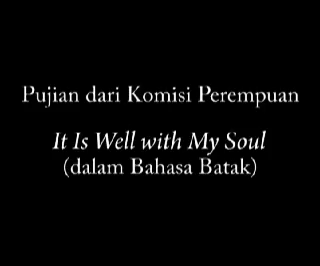 Pujian dari Komisi Perempuan
It Is Well with My Soul
(dalam Bahasa Batak)